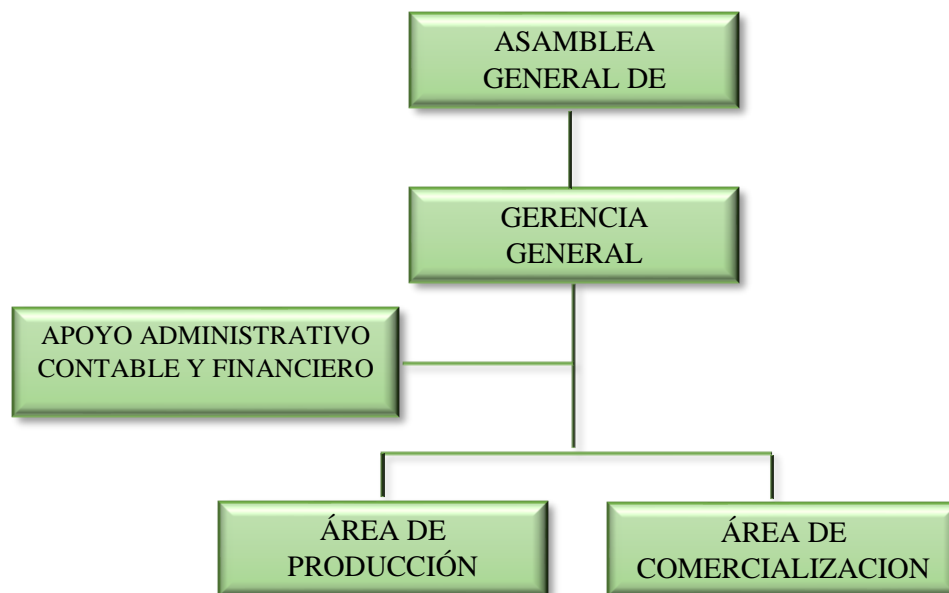 ASAMBLEA
GENERAL DE
GERENCIA
GENERAL
APOYO ADMINISTRATIVO
CONTABLE Y FINANCIERO
ÁREA DE
PRODUCCIÓN
ÁREA DE
COMERCIALIZACION